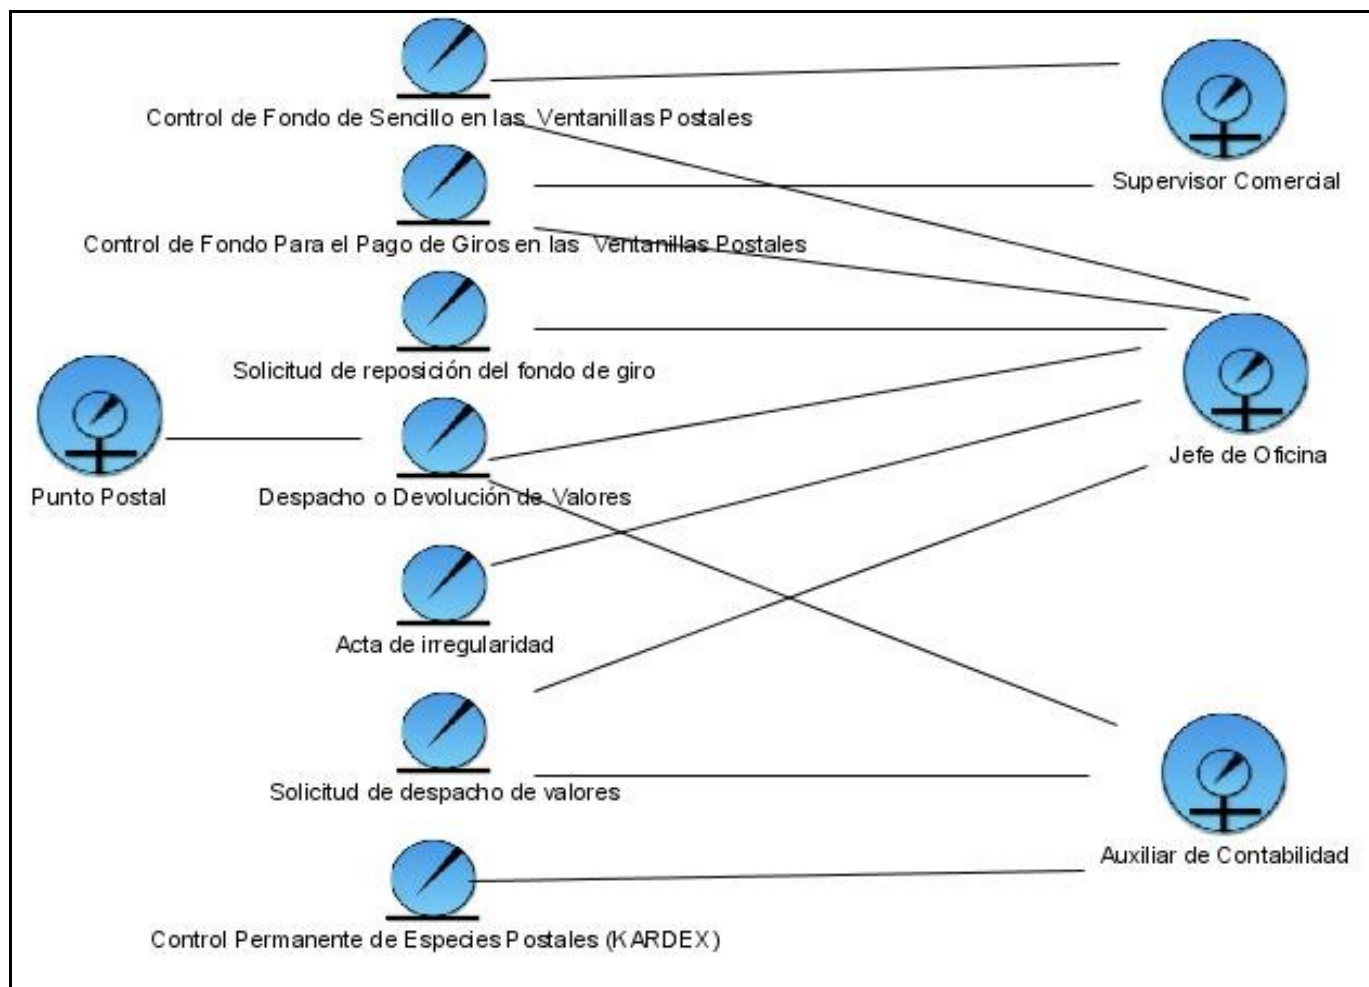 Control de Fondo de Sencillo en las Ventanillas Postales
Supervisor Comercial
Control de Fondo Para el Pago de Giros en las Ventanillas Postales
Solicitud de reposición del fondo de giro
Jefe de Oficina
Punto Postal
Despacho o Devolución de Valores
Acta de irregularidad
Solicitud de despacho de valores
Auxiliar de Contabilidad
Control Permanente de Especies Postales (KARDEX)